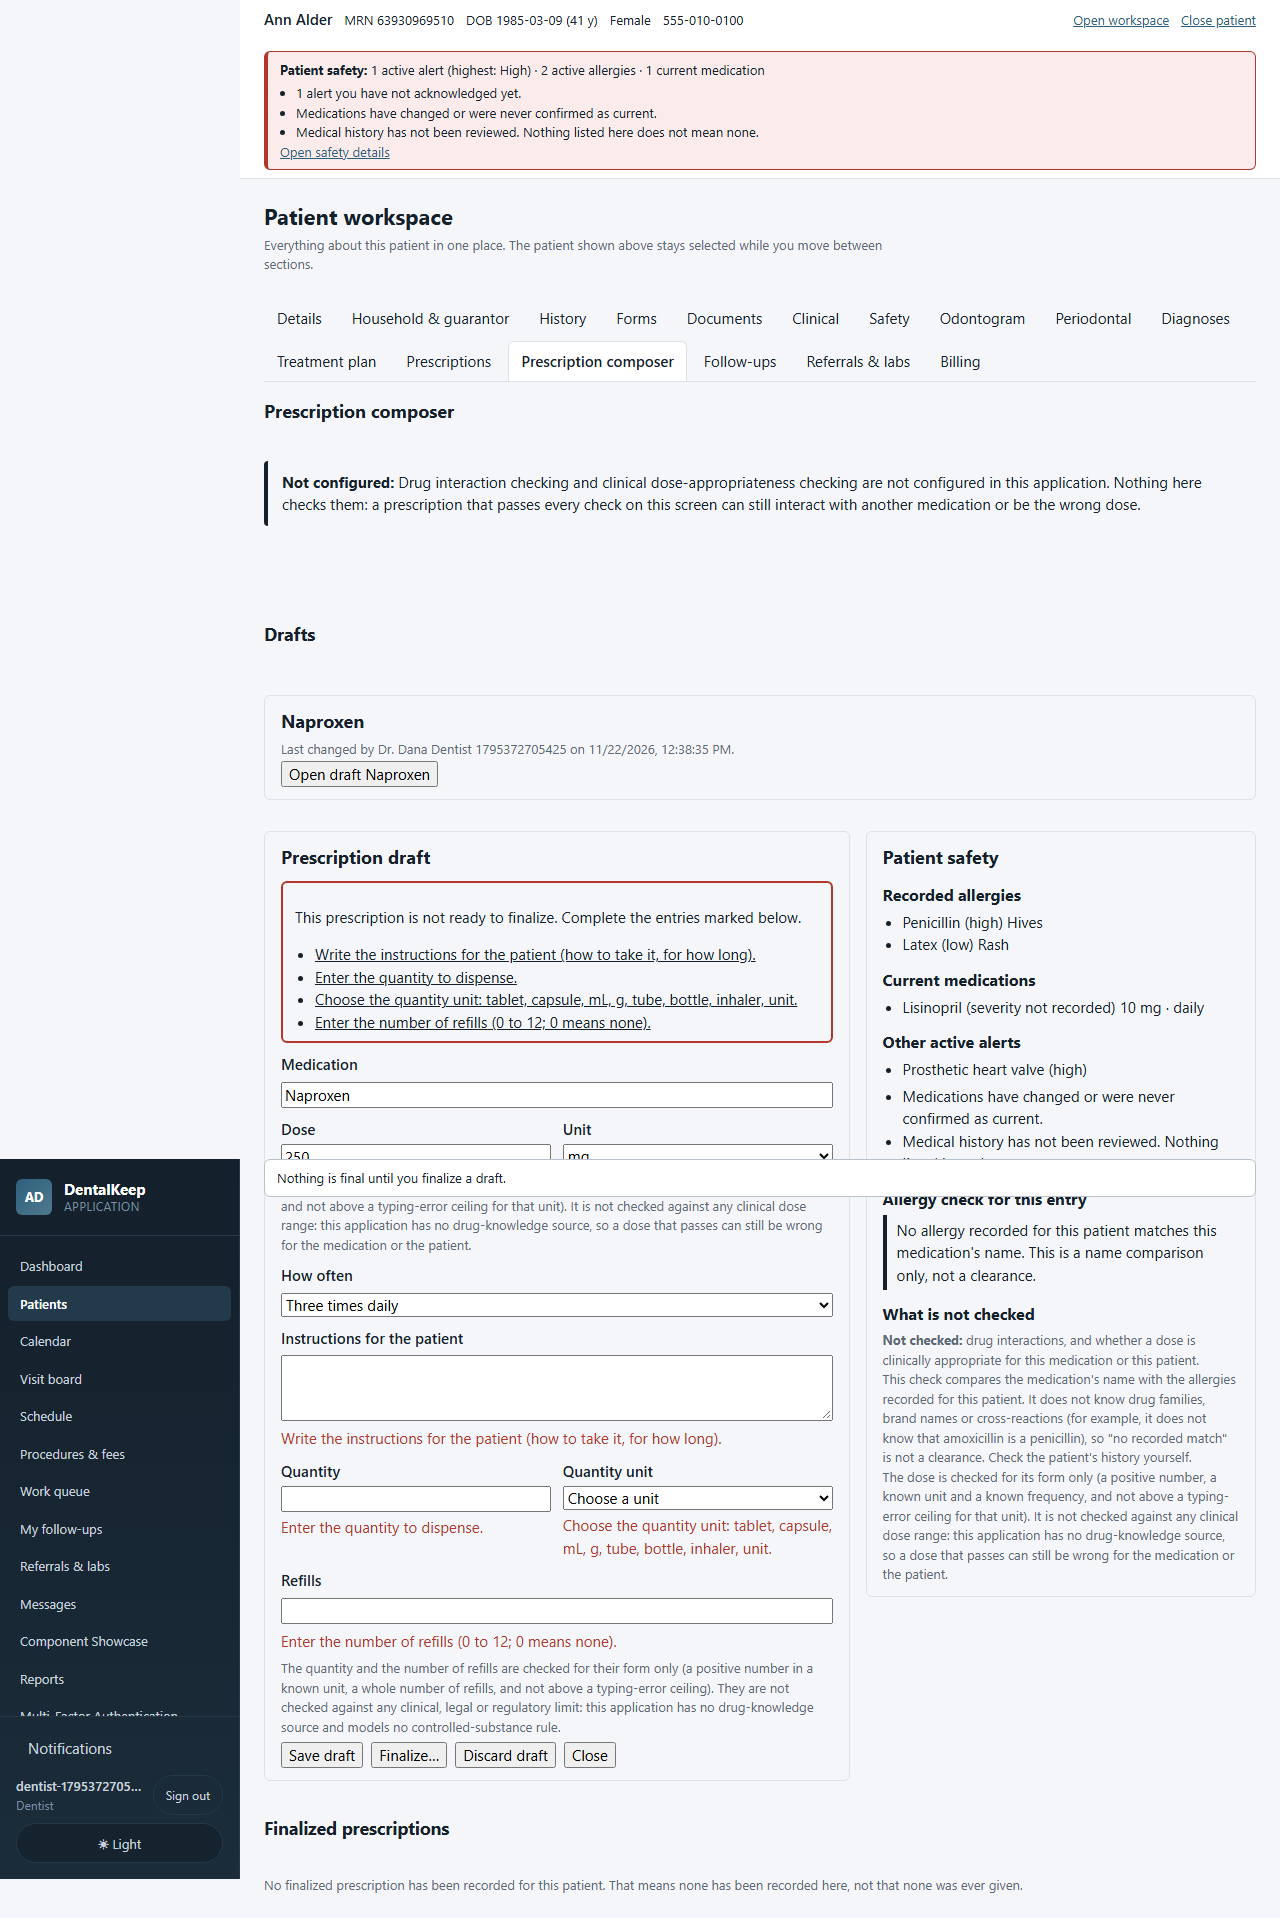 Ann Alder MRN 63930969510 DOB 1985-03-09 (41 y) Female 555-010-0100 Open workspace Close patient
Patient safety: 1 active alert (highest: High) · 2 active allergies · 1 current medication
• 1 alert you have not acknowledged yet.
• Medications have changed or were never confirmed as current.
• Medical history has not been reviewed. Nothing listed here does not mean none.
Open safety details
Patient workspace
Everything about this patient in one place. The patient shown above stays selected while you move between
sections.
Details Household & guarantor History Forms Documents Clinical Safety Odontogram Periodontal Diagnoses
Treatment plan Prescriptions Prescription composer Follow-ups Referrals & labs Billing
Prescription composer
Not configured: Drug interaction checking and clinical dose-appropriateness checking are not configured in this application. Nothing here
checks them: a prescription that passes every check on this screen can still interact with another medication or be the wrong dose.
Drafts
Naproxen
Last changed by Dr. Dana Dentist 1795372705425 on 11/22/2026, 12:38:35 PM.
Open draft Naproxen
Prescription draft
This prescription is not ready to finalize. Complete the entries marked below.
• Write the instructions for the patient (how to take it, for how long).
• Enter the quantity to dispense.
• Choose the quantity unit: tablet, capsule, mL, g, tube, bottle, inhaler, unit.
• Enter the number of refills (0 to 12; 0 means none).
Medication
Naproxen
Dose Unit
250 mg
Nothing is final until you finalize a draft.
and not above a typing-error ceiling for that unit). It is not checked against any clinical dose
range: this application has no drug-knowledge source, so a dose that passes can still be wrong
for the medication or the patient.
How often
Three times daily
Instructions for the patient
Write the instructions for the patient (how to take it, for how long).
Quantity Quantity unit
Choose a unit
Enter the quantity to dispense.
Choose the quantity unit: tablet, capsule,
mL, g, tube, bottle, inhaler, unit.
Refills
Enter the number of refills (0 to 12; 0 means none).
The quantity and the number of refills are checked for their form only (a positive number in a
known unit, a whole number of refills, and not above a typing-error ceiling). They are not
checked against any clinical, legal or regulatory limit: this application has no drug-knowledge
source and models no controlled-substance rule.
Save draft Finalize... Discard draft Close
Patient safety
Recorded allergies
• Penicillin (high) Hives
• Latex (low) Rash
Current medications
• Lisinopril (severity not recorded) 10 mg · daily
Other active alerts
• Prosthetic heart valve (high)
• Medications have changed or were never
confirmed as current.
• Medical history has not been reviewed. Nothing
Allergy check for this entry
No allergy recorded for this patient matches this
medication's name. This is a name comparison
only, not a clearance.
What is not checked
Not checked: drug interactions, and whether a dose is
clinically appropriate for this medication or this patient.
This check compares the medication's name with the allergies
recorded for this patient. It does not know drug families,
brand names or cross-reactions (for example, it does not
know that amoxicillin is a penicillin), so "no recorded match"
is not a clearance. Check the patient's history yourself.
The dose is checked for its form only (a positive number, a
known unit and a known frequency, and not above a typing-
error ceiling for that unit). It is not checked against any clinical
dose range: this application has no drug-knowledge source,
so a dose that passes can still be wrong for the medication or
the patient.
Finalized prescriptions
No finalized prescription has been recorded for this patient. That means none has been recorded here, not that none was ever given.
AD DentalKeep
APPLICATION
Dashboard
Patients
Calendar
Visit board
Schedule
Procedures & fees
Work queue
My follow-ups
Referrals & labs
Messages
Component Showcase
Reports
Multi-Factor Authentication
Notifications
dentist-1795372705...
Dentist
Sign out
☀ Light